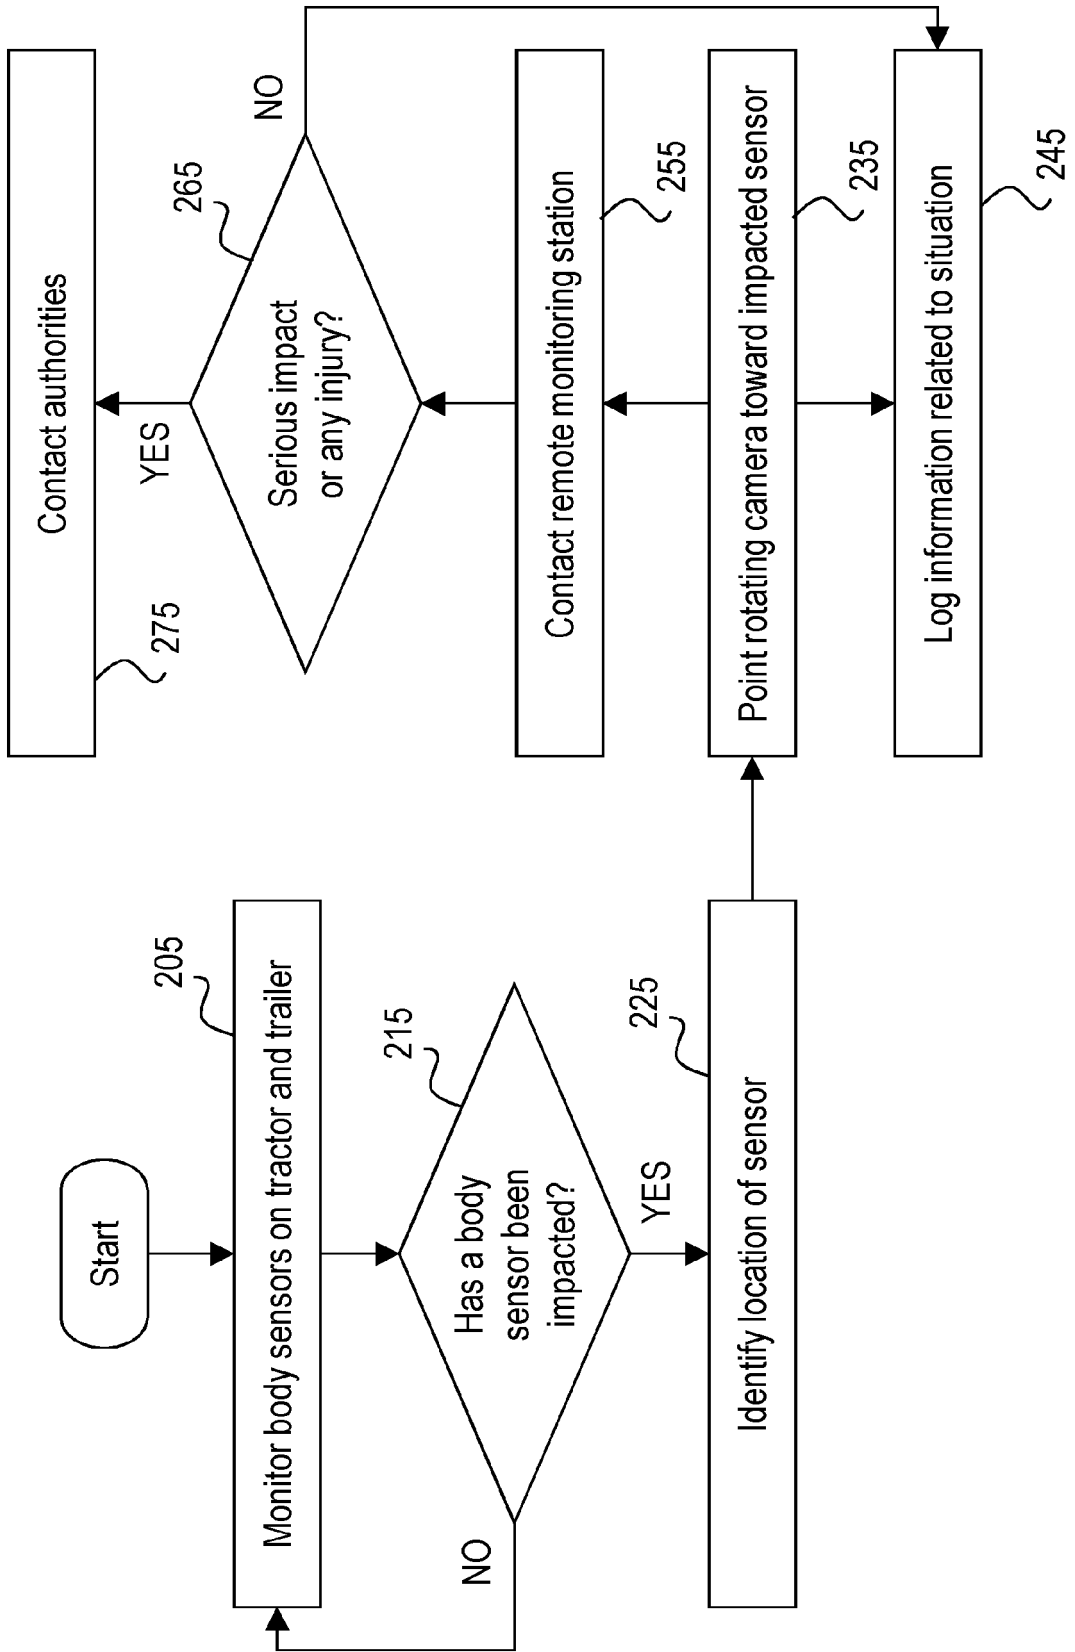 Start
205
Monitor body sensors on tractor and trailer
215
Has a body
sensor been
impacted?
NO
YES
225
Identify location of sensor
Point rotating camera toward impacted sensor
235
Log information related to situation
245
Contact remote monitoring station
255
265
Serious impact
or any injury?
NO
YES
Contact authorities
275